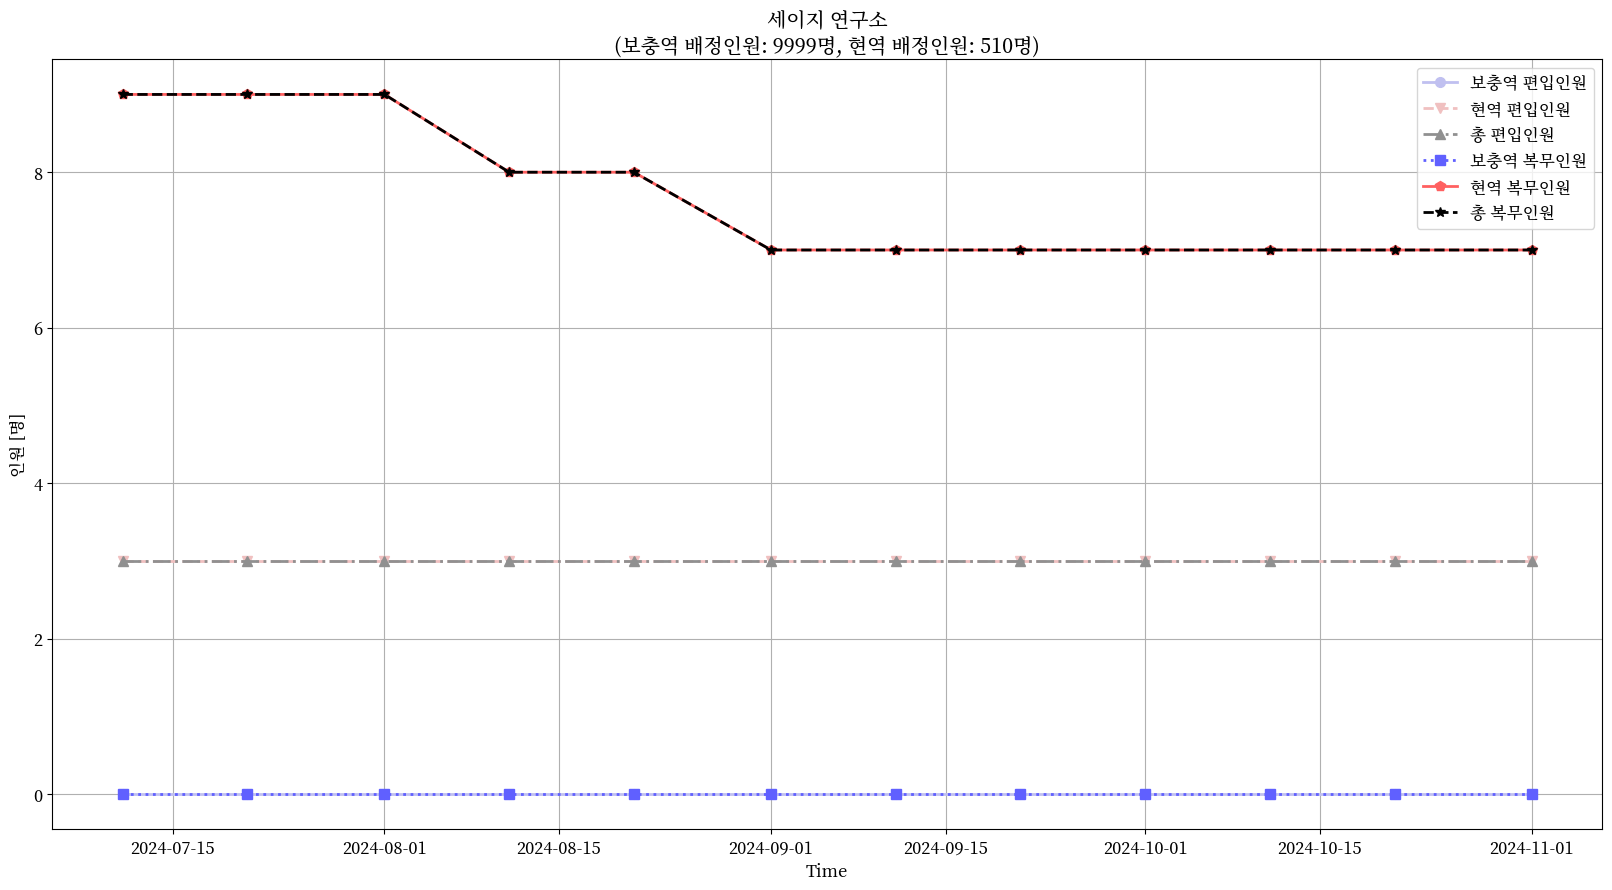 세이지 연구소
(보충역 배정인원: 9999명, 현역 배정인원: 510명)
보충역 편입인원
현역 편입인원
총 편입인원
보충역 복무인원
현역 복무인원
총 복무인원
인원 [명]
8
6
4
2
0
2024-07-15
2024-08-01
2024-08-15
2024-09-01
2024-09-15
2024-10-01
2024-10-15
2024-11-01
Time